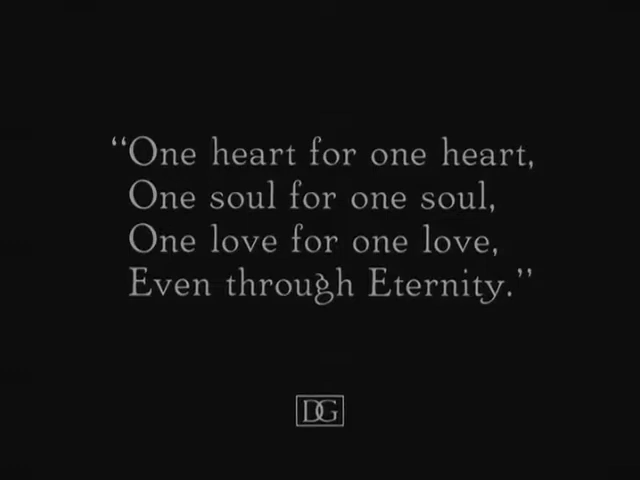 “One heart for one heart,
One soul for one soul,
One love for one love,
Even through Eternity.”
DG